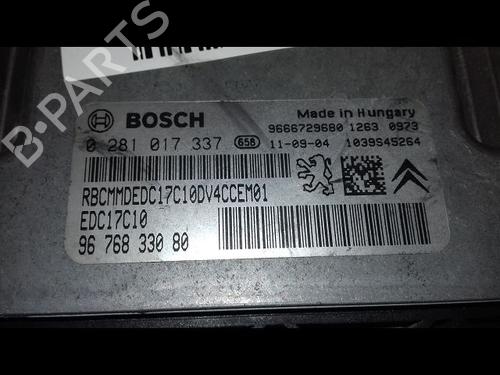 B-PARTS
BOSCH
Made in Hungary
0 281 017 337 658
9666729680 1263 0973
11-09-04 1039S45264
RBCMMDEDC17C10DV4CCEM01
EDC17C10
96 768 330 80